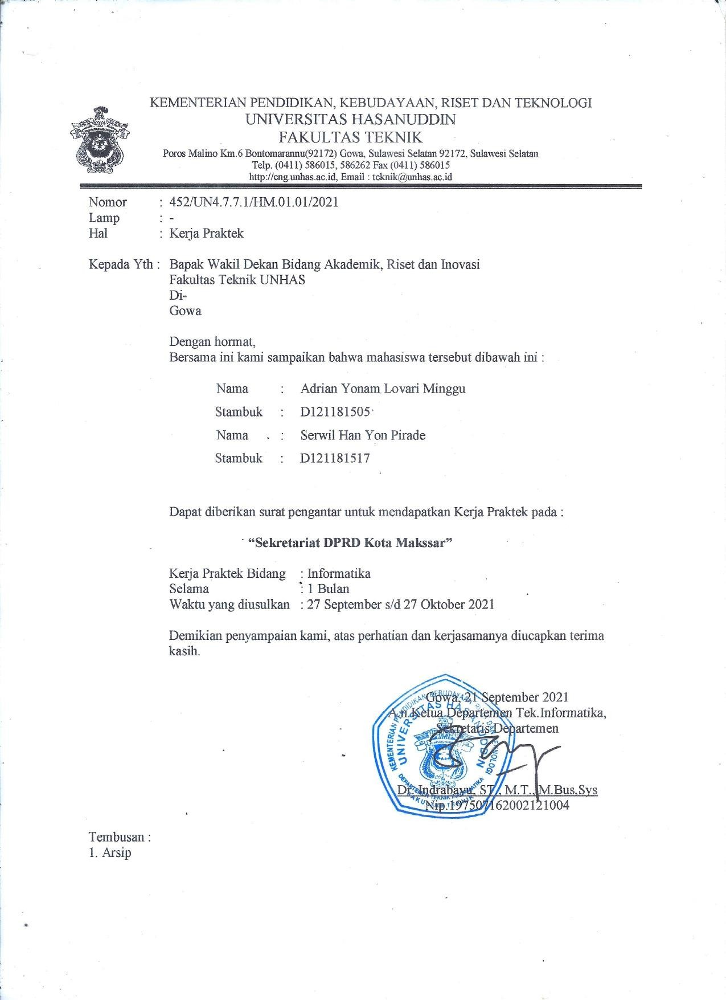 KEMENTERIAN PENDIDIKAN, KEBUDAYAAN, RISET DAN TEKNOLOGI
UNIVERSITAS HASANUDDIN
FAKULTAS TEKNIK
Poros Malino Km.6 Bontomarannu(92172) Gowa, Sulawesi Selatan 92172, Sulawesi Selatan
Telp. (0411) 586015, 586262 Fax (0411) 586015
http://eng.unhas.ac.id, Email : teknik@unhas.ac.id
Nomor : 452/UN4.7.7.1/HM.01.01/2021
Lamp : -
Hal : Kerja Praktek
Kepada Yth : Bapak Wakil Dekan Bidang Akademik, Riset dan Inovasi
Fakultas Teknik UNHAS
Di-
Gowa
Dengan hormat,
Bersama ini kami sampaikan bahwa mahasiswa tersebut dibawah ini :
Nama : Adrian Yonam Lovari Minggu
Stambuk : D121181505
Nama : Serwil Han Yon Pirade
Stambuk : D121181517
Dapat diberikan surat pengantar untuk mendapatkan Kerja Praktek pada :
“Sekretariat DPRD Kota Makssar”
Kerja Praktek Bidang : Informatika
Selama : 1 Bulan
Waktu yang diusulkan : 27 September s/d 27 Oktober 2021
Demikian penyampaian kami, atas perhatian dan kerjasamanya diucapkan terima
kasih.
Gowa, 21 September 2021
A.n.Ketua Departemen Tek.Informatika,
Sekretaris Departemen
KEMENTERIAN PENDIDIKAN KEBUDAYAAN RISET DAN TEKNOLOGI
UNIVERSITAS HASANUDDIN
DEPARTEMEN TEKNIK INFORMATIKA
FAKULTAS TEKNIK
Dr. Indrabayu, ST., M.T., M.Bus,Sys
Nip.197507162002121004
Tembusan :
1. Arsip